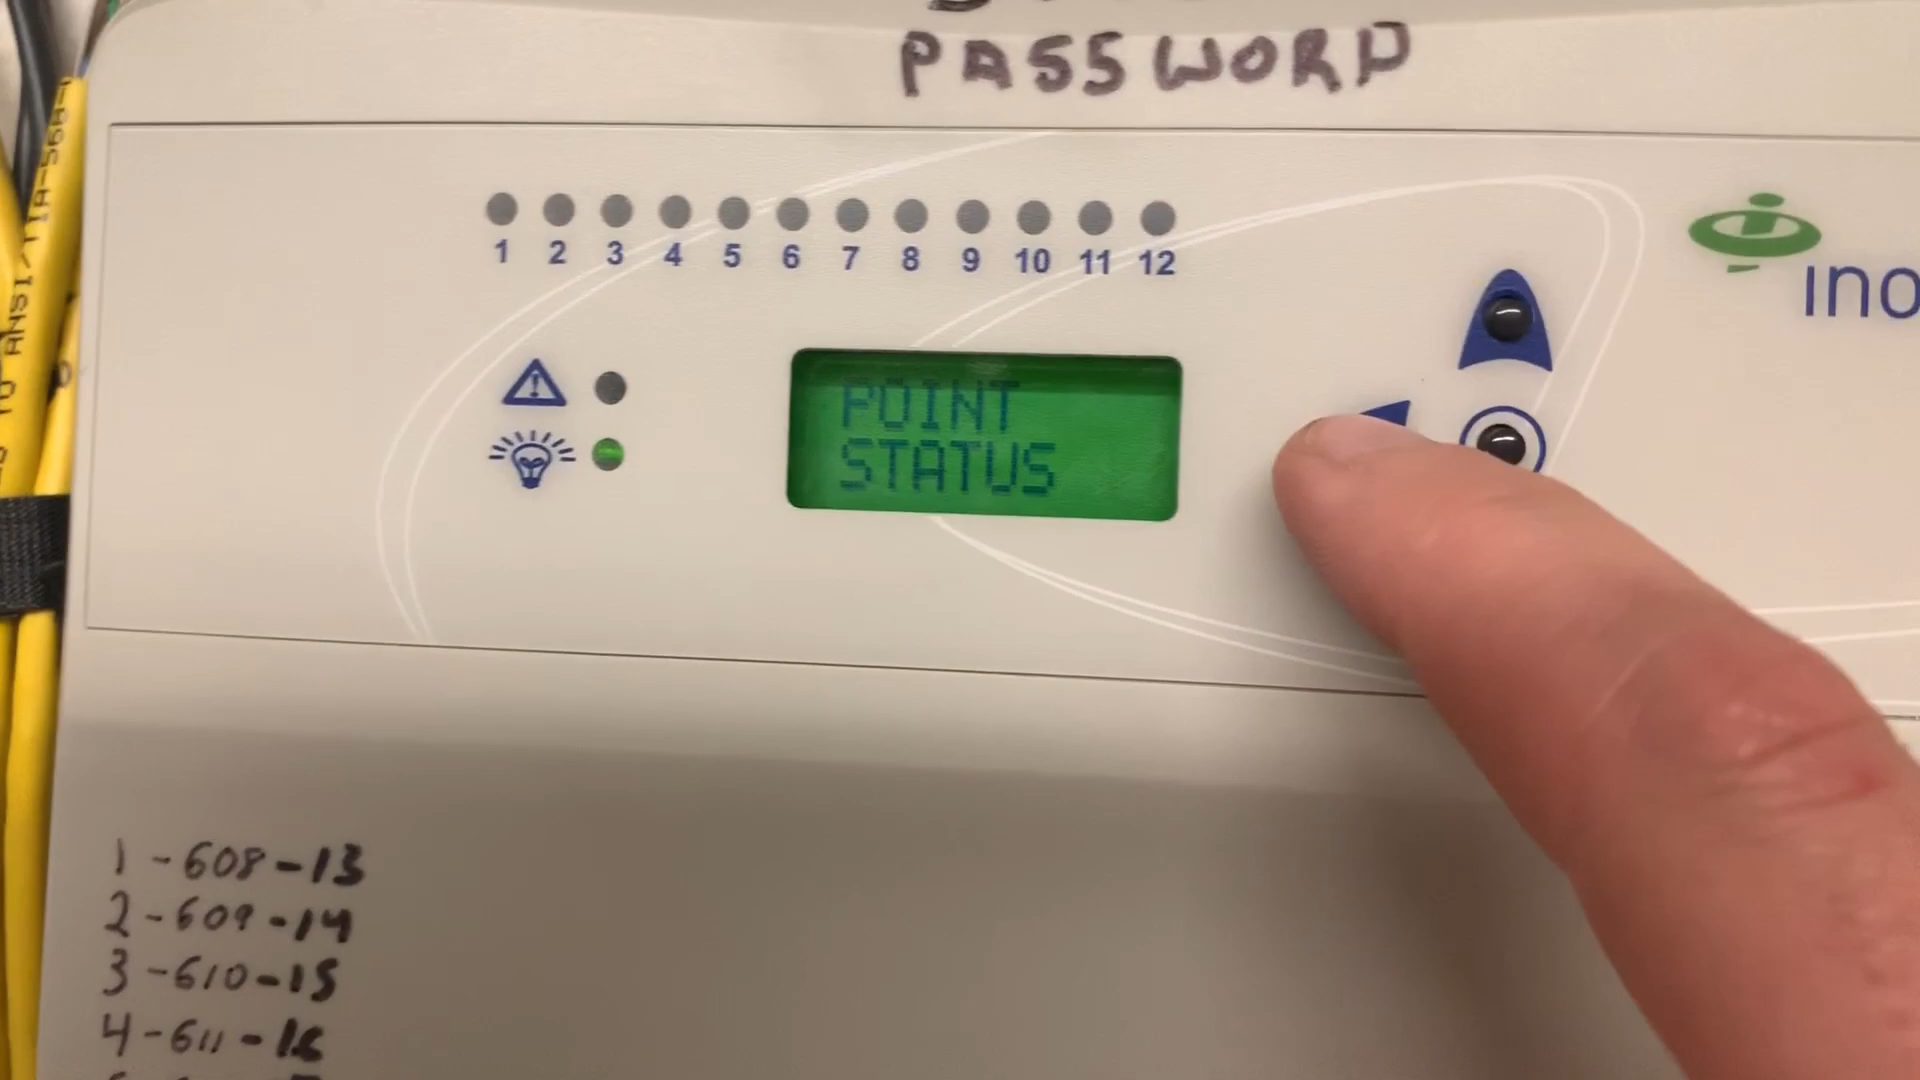 PASSWORD
1 2 3 4 5 6 7 8 9 10 11 12
ino
POINT
STATUS
1 - 608 - 13
2 - 609 - 14
3 - 610 - 15
4 - 611 - 16